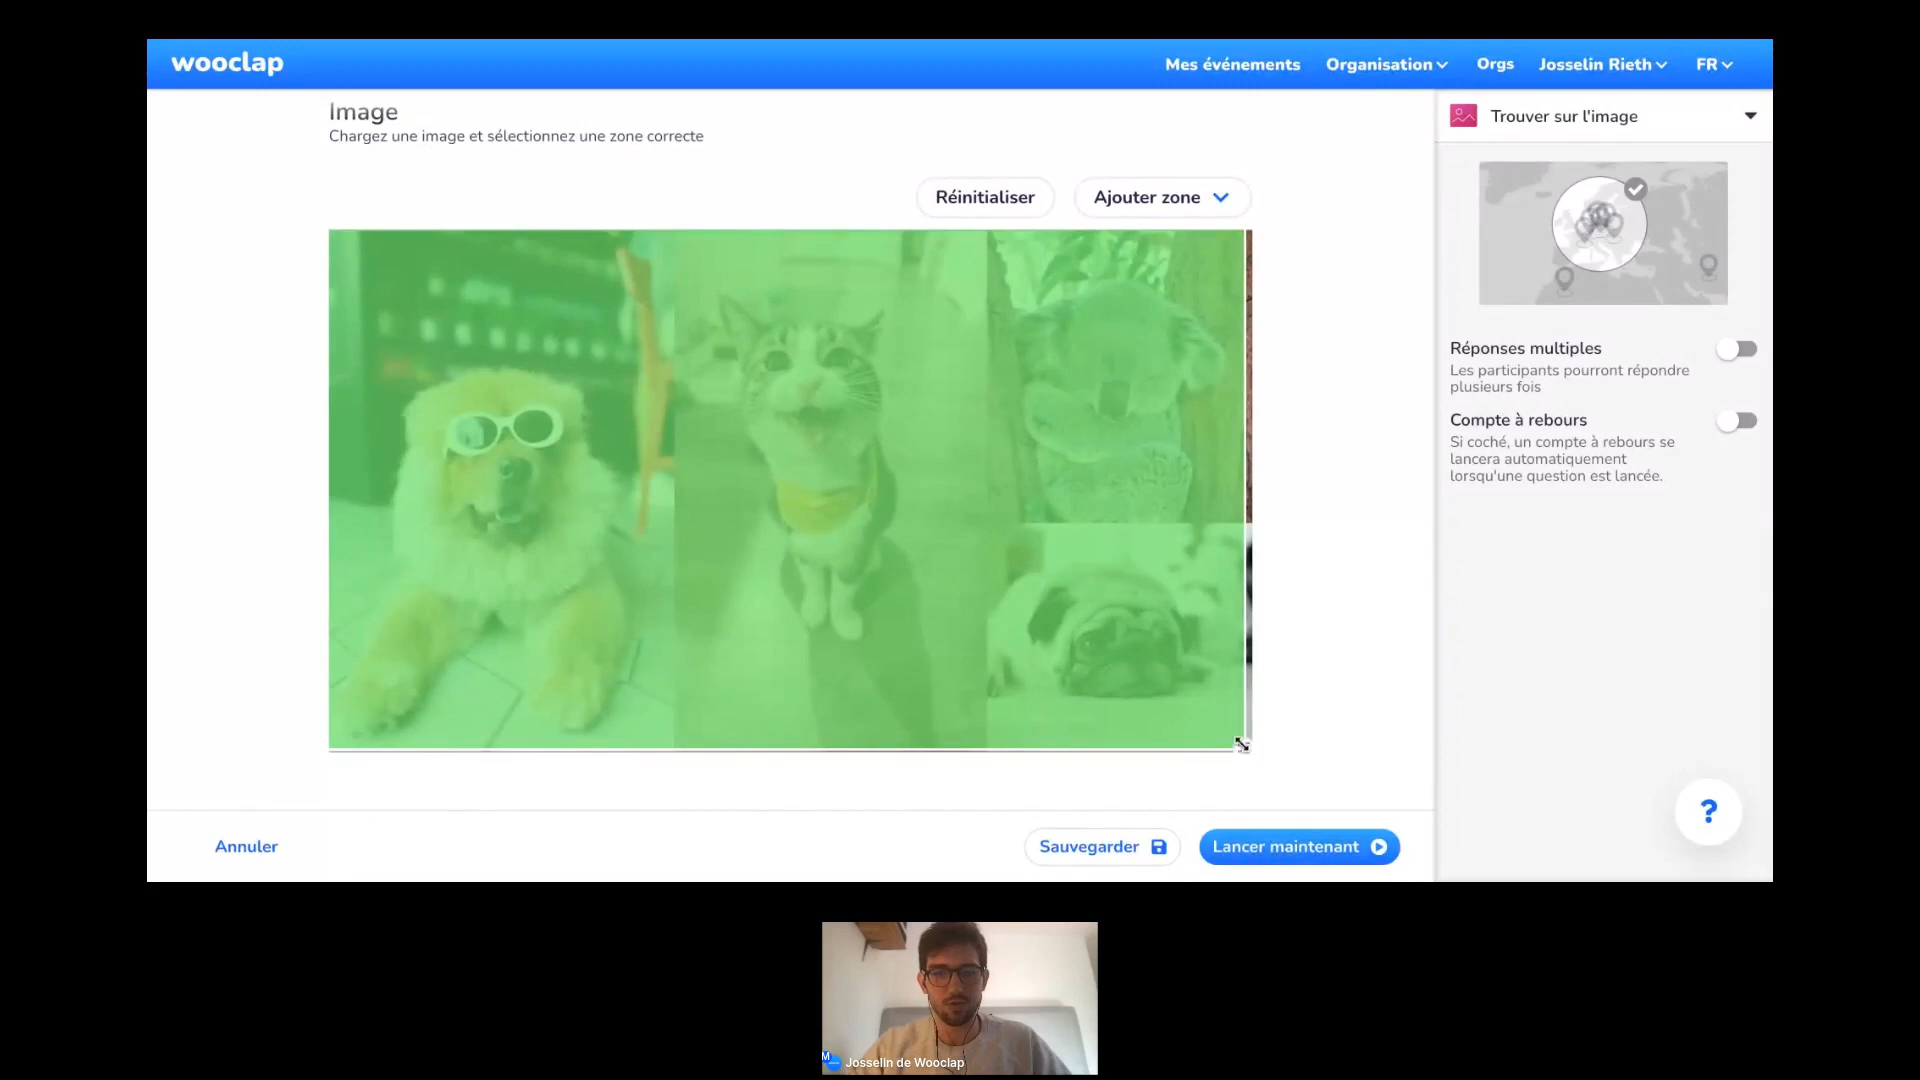 wooclap
Mes événements
Organisation
Orgs
Josselin Rieth
FR
Image
Chargez une image et sélectionnez une zone correcte
Réinitialiser
Ajouter zone
Trouver sur l'image
Réponses multiples
Les participants pourront répondre
plusieurs fois
Compte à rebours
Si coché, un compte à rebours se
lancera automatiquement
lorsqu'une question est lancée.
?
Annuler
Sauvegarder
Lancer maintenant
M
Josselin de Wooclap